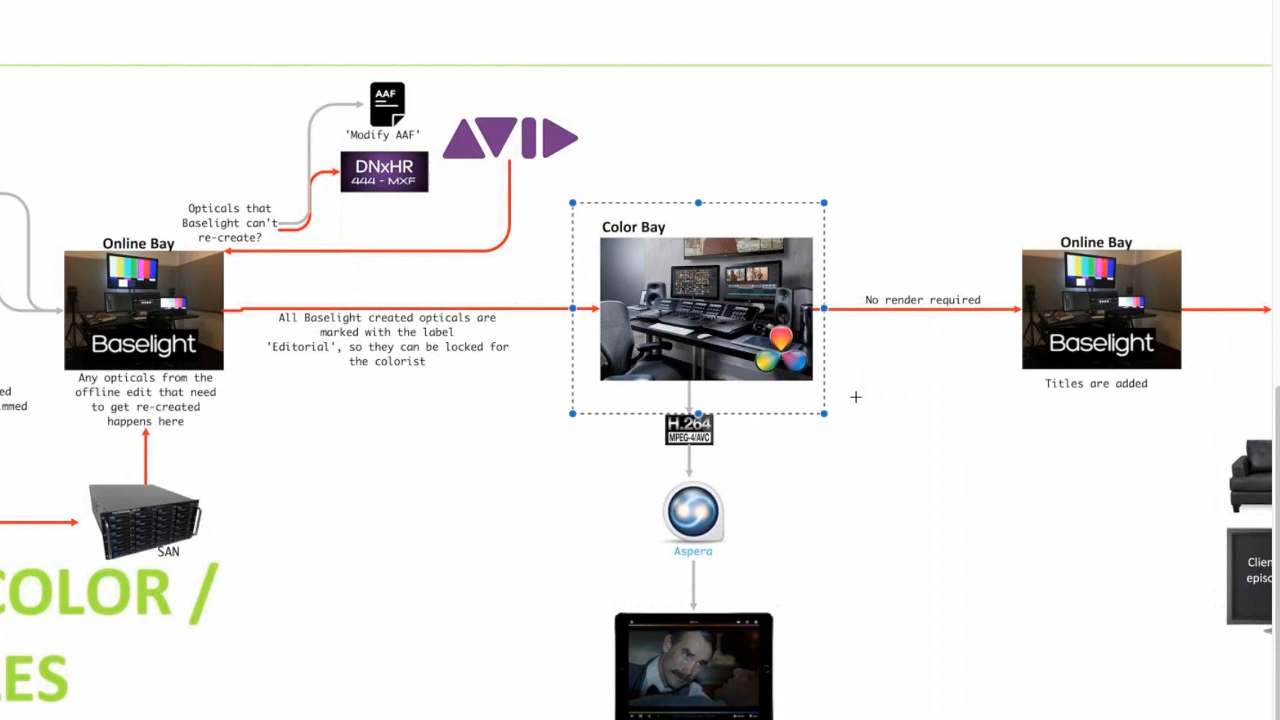 AAF
'Modify AAF'
AVID
DNxHR
444 - MXF
Opticals that
Baselight can't
re-create?
Online Bay
Baselight
Any opticals from the
offline edit that need
to get re-created
happens here
All Baselight created opticals are
marked with the label
'Editorial', so they can be locked for
the colorist
Color Bay
No render required
Online Bay
Baselight
Titles are added
H.264
MPEG-4/AVC
Aspera
SAN
COLOR /